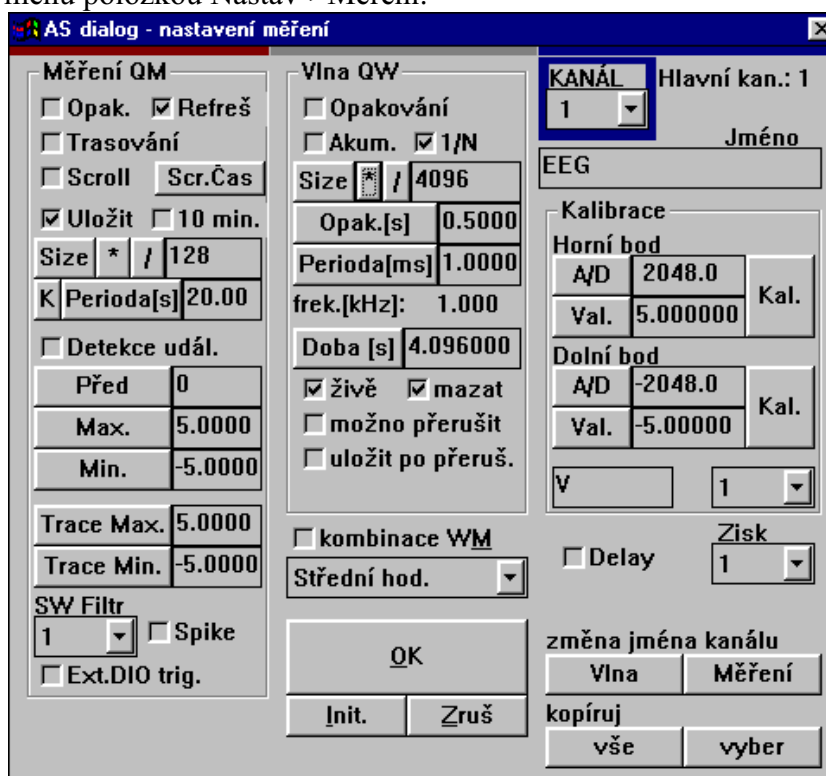 menu položkou Nastav / Měření.
AS dialog - nastavení měření
Měření QM
Opak. Refreš
Trasování
Scroll Scr.Čas
Uložit 10 min.
Size * / 128
K Perioda[s] 20.00
Detekce udál.
Před 0
Max. 5.0000
Min. -5.0000
Trace Max. 5.0000
Trace Min. -5.0000
SW Filtr
1 Spike
Ext.DIO trig.
Vlna QW
Opakování
Akum. 1/N
Size * / 4096
Opak.[s] 0.5000
Perioda[ms] 1.0000
frek.[kHz]: 1.000
Doba [s] 4.096000
živě mazat
možno přerušit
uložit po přeruš.
kombinace WM
Střední hod.
OK
Init. Zruš
KANÁL Hlavní kan.: 1
1
Jméno
EEG
Kalibrace
Horní bod
A/D 2048.0
Val. 5.000000
Kal.
Dolní bod
A/D -2048.0
Val. -5.00000
Kal.
V 1
Zisk
Delay 1
změna jména kanálu
Vlna Měření
kopíruj
vše vyber